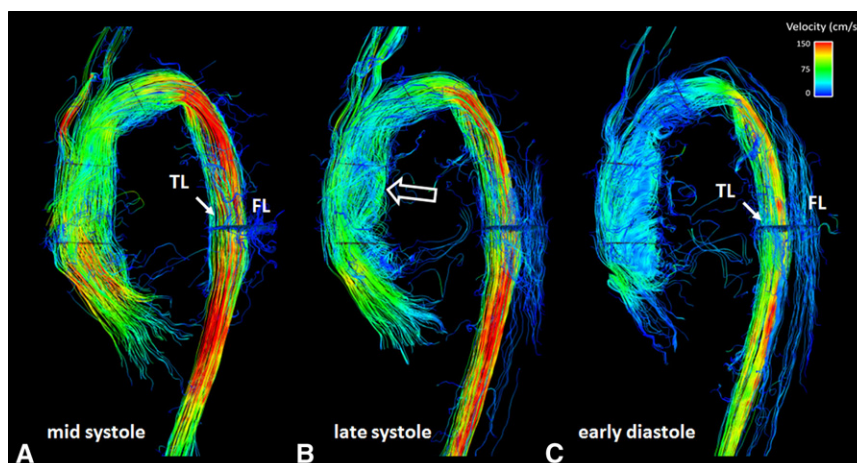 Velocity (cm/s
150
75
0
TL
FL
TL
FL
A
mid systole
B
late systole
C
early diastole